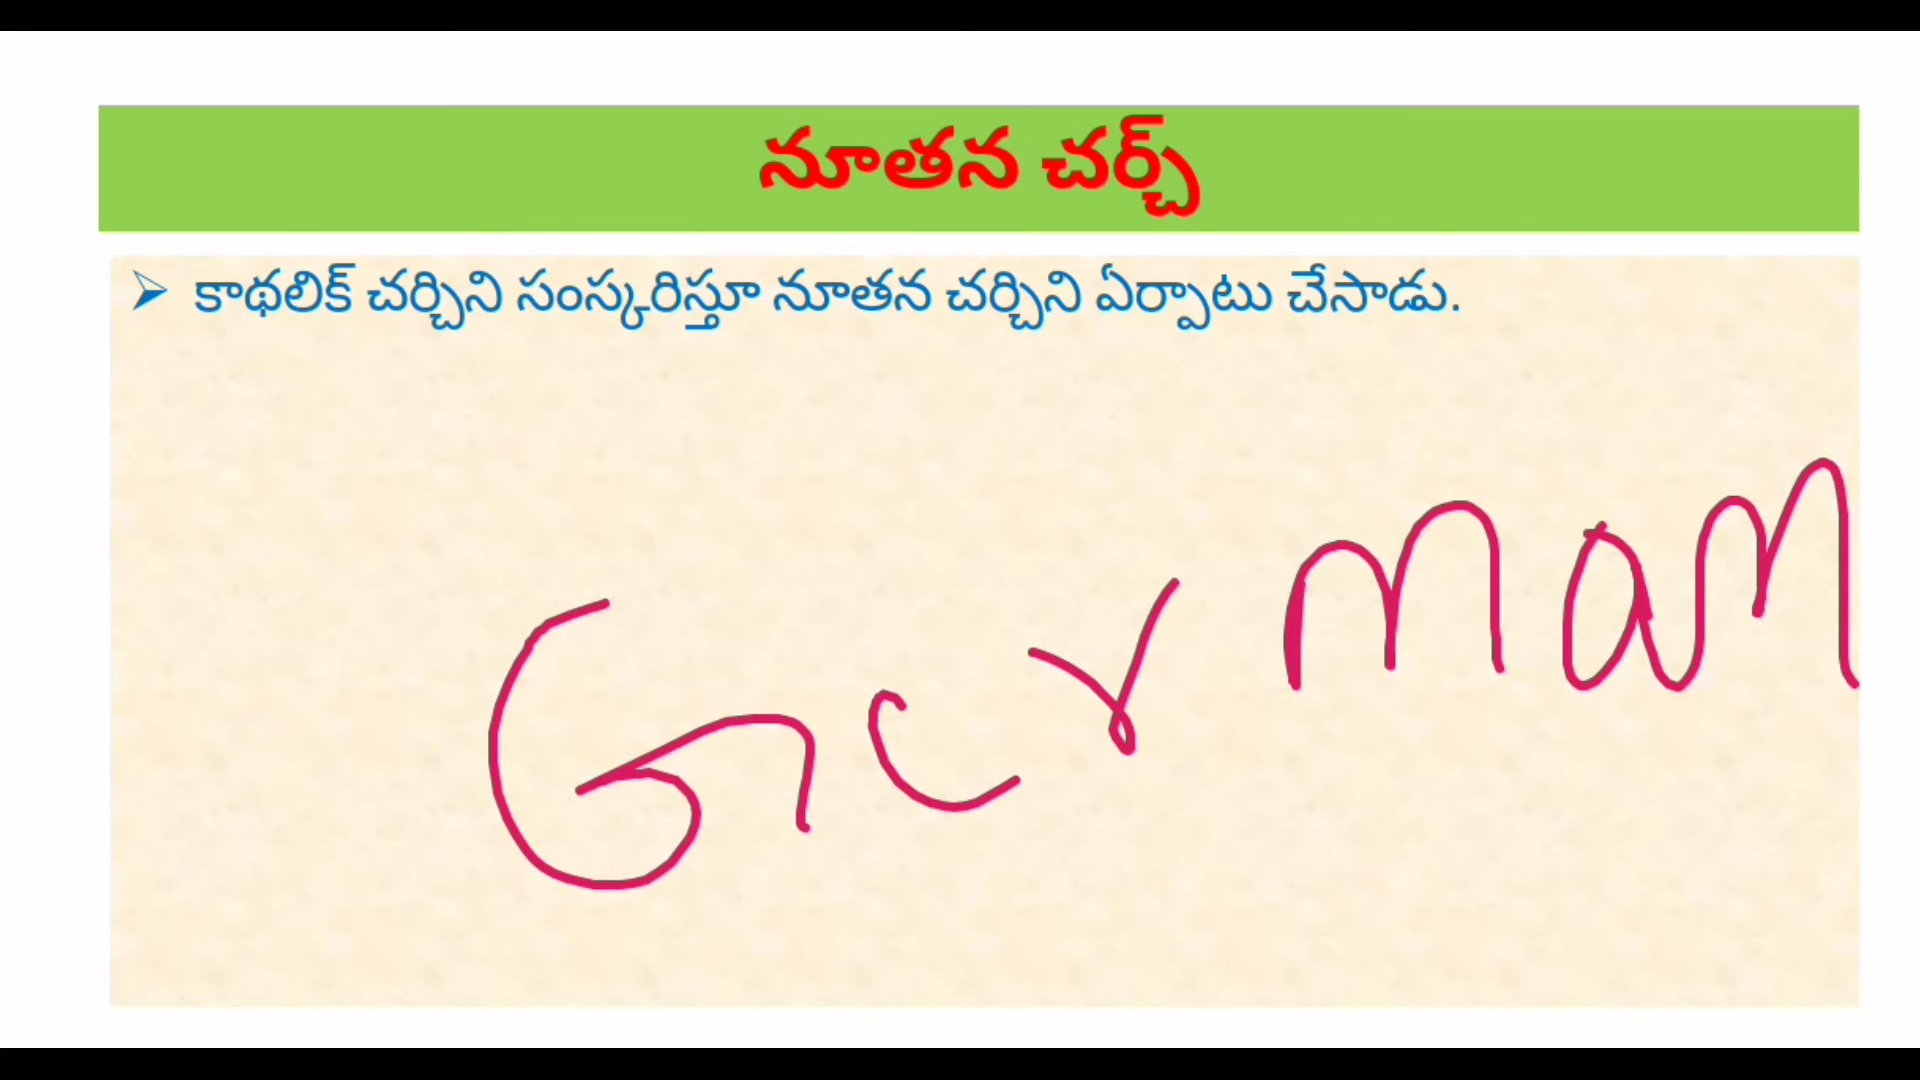 నూతన చర్చ్
➢ కాథలిక్ చర్చిని సంస్కరిస్తూ నూతన చర్చిని ఏర్పాటు చేసాడు.
German